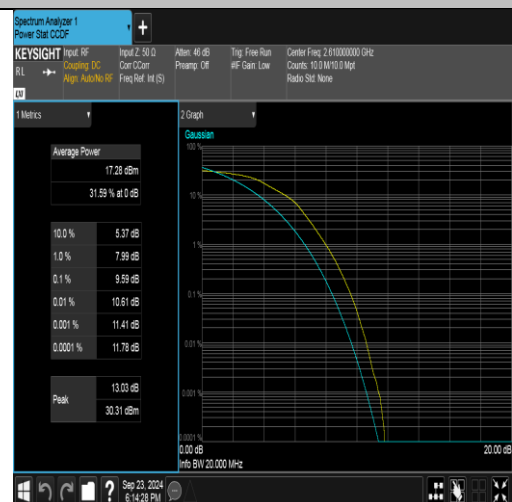 Spectrum Analyzer 1
Power Stat CCDF
KEYSIGHT
Input: RF
Input Z: 50 Ω
Atten: 46 dB
Trig: Free Run
Center Freq: 2.610000000 GHz
RL
Coupling: DC
Corr CCorr
Preamp: Off
#IF Gain: Low
Counts: 10.0 M/10.0 Mpt
Align: Auto/No RF
Freq Ref: Int (S)
Radio Std: None
LXI
1 Metrics
2 Graph
Gaussian
Average Power
17.28 dBm
31.59 % at 0 dB
10.0 % 5.37 dB
1.0 % 7.99 dB
0.1 % 9.59 dB
0.01 % 10.61 dB
0.001 % 11.41 dB
0.0001 % 11.78 dB
Peak
13.03 dB
30.31 dBm
100 %
10 %
1 %
0.1 %
0.01 %
0.001 %
0.0001 %
0.00 dB 20.00 dB
Info BW 20.000 MHz
?
Sep 23, 2024
6:14:28 PM